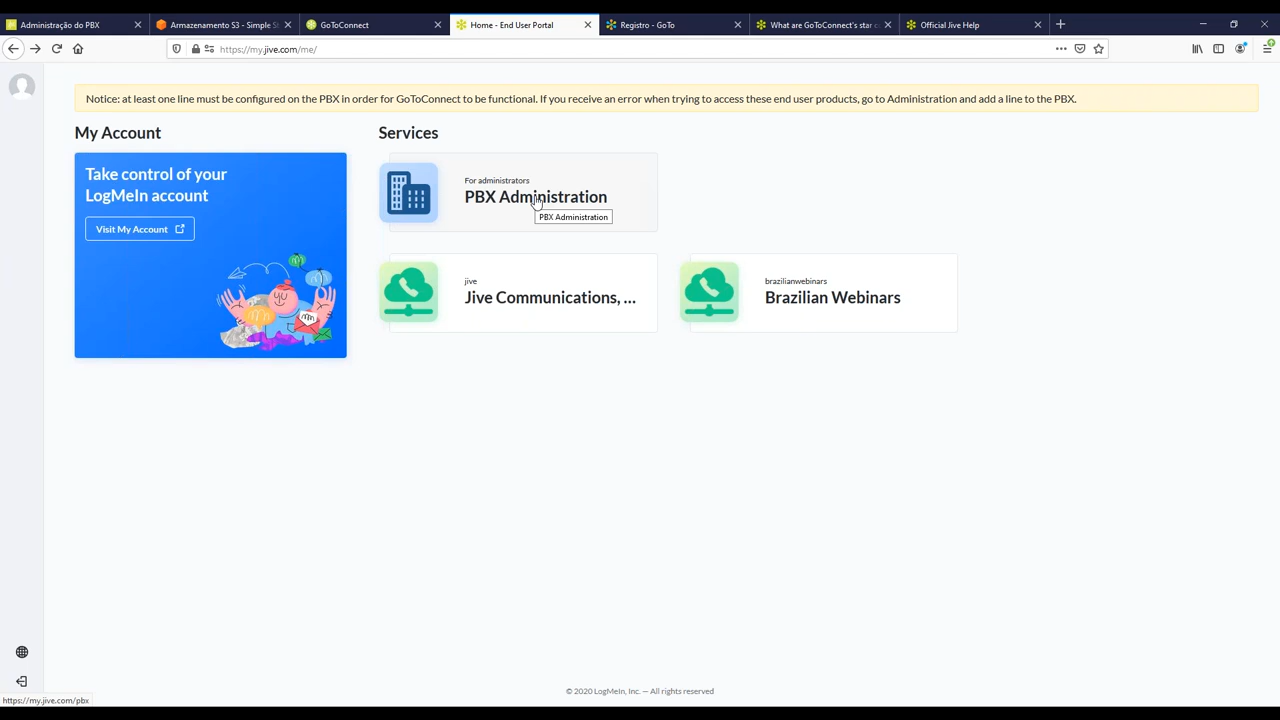 Administração do PBX
Armazenamento S3 - Simple St
GoToConnect
Home - End User Portal
Registro - GoTo
What are GoToConnect's star co
Official Jive Help
https://my.jive.com/me/
Notice: at least one line must be configured on the PBX in order for GoToConnect to be functional. If you receive an error when trying to access these end user products, go to Administration and add a line to the PBX.
My Account
Services
Take control of your
LogMeIn account
Visit My Account
For administrators
PBX Administration
PBX Administration
jive
Jive Communications, ...
brazilianwebinars
Brazilian Webinars
© 2020 LogMeIn, Inc. — All rights reserved
https://my.jive.com/pbx